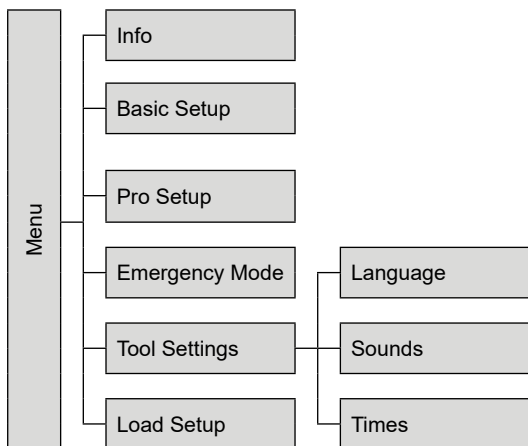 Menu
Info
Basic Setup
Pro Setup
Emergency Mode
Tool Settings
Load Setup
Language
Sounds
Times